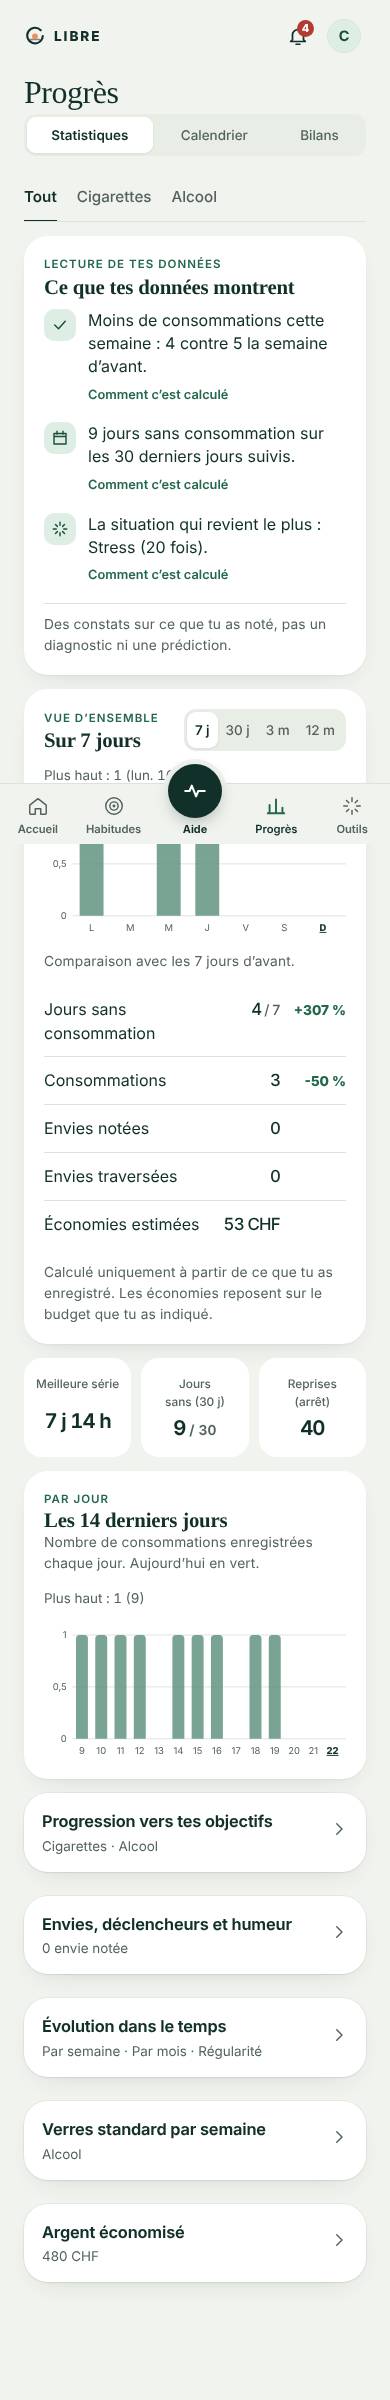 LIBRE
4
C
Progrès
Statistiques
Calendrier
Bilans
Tout
Cigarettes
Alcool
LECTURE DE TES DONNÉES
Ce que tes données montrent
Moins de consommations cette
semaine : 4 contre 5 la semaine
d’avant.
Comment c’est calculé
9 jours sans consommation sur
les 30 derniers jours suivis.
Comment c’est calculé
La situation qui revient le plus :
Stress (20 fois).
Comment c’est calculé
Des constats sur ce que tu as noté, pas un
diagnostic ni une prédiction.
VUE D’ENSEMBLE
Sur 7 jours
7 j
30 j
3 m
12 m
Plus haut : 1 (lun.
Accueil
Habitudes
Aide
Progrès
Outils
0,5
0
L
M
M
J
V
S
D
Comparaison avec les 7 jours d’avant.
Jours sans
consommation
4 / 7
+307 %
Consommations
3
-50 %
Envies notées
0
Envies traversées
0
Économies estimées
53 CHF
Calculé uniquement à partir de ce que tu as
enregistré. Les économies reposent sur le
budget que tu as indiqué.
Meilleure série
7 j 14 h
Jours
sans (30 j)
9 / 30
Reprises
(arrêt)
40
PAR JOUR
Les 14 derniers jours
Nombre de consommations enregistrées
chaque jour. Aujourd’hui en vert.
Plus haut : 1 (9)
1
0,5
0
9
10
11
12
13
14
15
16
17
18
19
20
21
22
Progression vers tes objectifs
Cigarettes · Alcool
Envies, déclencheurs et humeur
0 envie notée
Évolution dans le temps
Par semaine · Par mois · Régularité
Verres standard par semaine
Alcool
Argent économisé
480 CHF